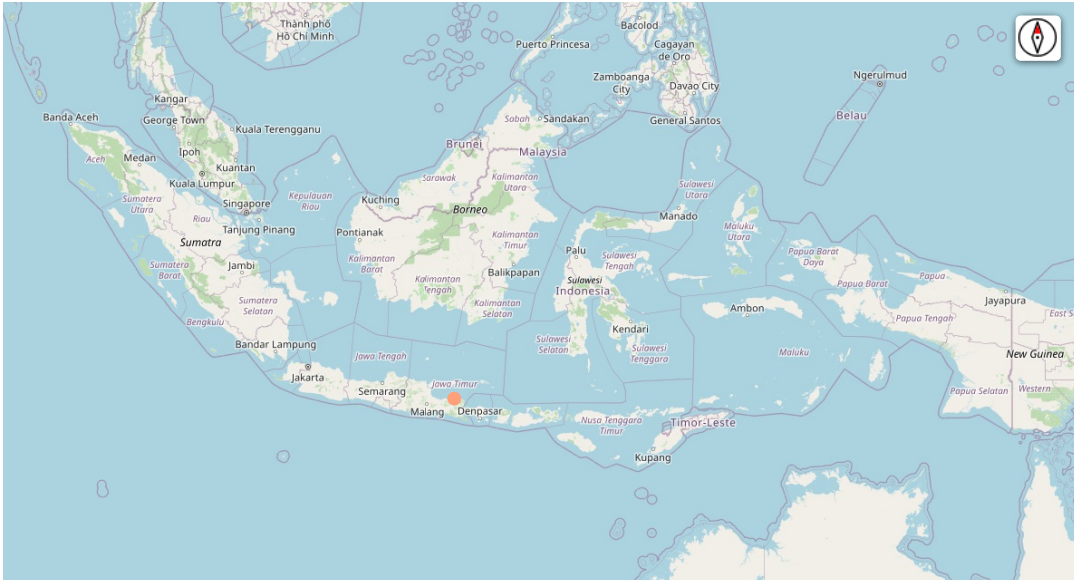 Thành phố
Hồ Chí Minh
Bacolod
Puerto Princesa
Cagayan
de Oro
Zamboanga
City
Davao City
Ngerulmud
Kangar
Banda Aceh
George Town
Kuala Terengganu
Sabah
Sandakan
General Santos
Belau
Brunei
Malaysia
Ipoh
Aceh
Medan
Kuantan
Kuala Lumpur
Sarawak
Kalimantan
Utara
Sulawesi
Utara
Sumatera
Utara
Singapore
Kepulauan
Riau
Kuching
Borneo
Manado
Riau
Tanjung Pinang
Pontianak
Maluku
Utara
Sumatra
Kalimantan
Timur
Palu
Papua Barat
Daya
Sumatera
Barat
Jambi
Kalimantan
Barat
Balikpapan
Sulawesi
Tengah
Papua
Papua Barat
Kalimantan
Tengah
Sulawesi
Indonesia
Jayapura
Sumatera
Selatan
Kalimantan
Selatan
Ambon
East S
Bengkulu
Kendari
Papua Tengah
Bandar Lampung
Sulawesi
Selatan
Sulawesi
Tenggara
Maluku
New Guinea
Jawa Tengah
Jakarta
Semarang
Jawa Timur
Papua Selatan
Western
Malang
Denpasar
Nusa Tenggara
Timur
Timor-Leste
Kupang